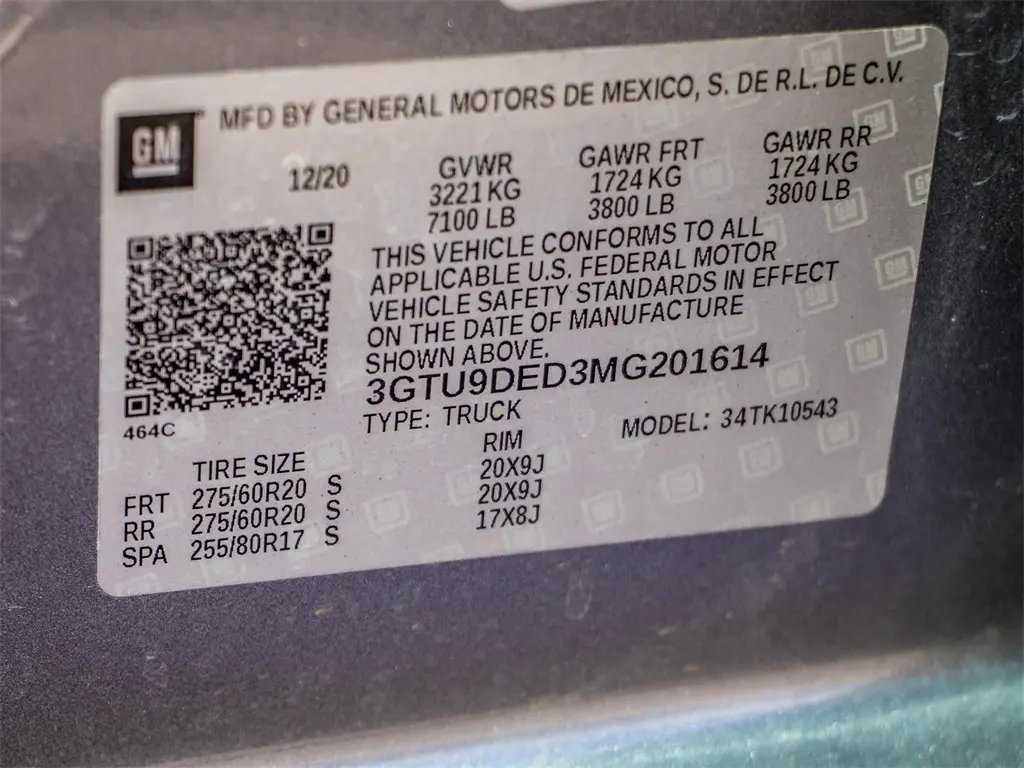 GM MFD BY GENERAL MOTORS DE MEXICO, S. DE R.L. DE C.V.
12/20 GVWR GAWR FRT GAWR RR
3221 KG 1724 KG 1724 KG
7100 LB 3800 LB 3800 LB
THIS VEHICLE CONFORMS TO ALL
APPLICABLE U.S. FEDERAL MOTOR
VEHICLE SAFETY STANDARDS IN EFFECT
ON THE DATE OF MANUFACTURE
SHOWN ABOVE.
3GTU9DED3MG201614
464C
TYPE: TRUCK MODEL: 34TK10543
TIRE SIZE RIM
FRT 275/60R20 S 20X9J
RR 275/60R20 S 20X9J
SPA 255/80R17 S 17X8J